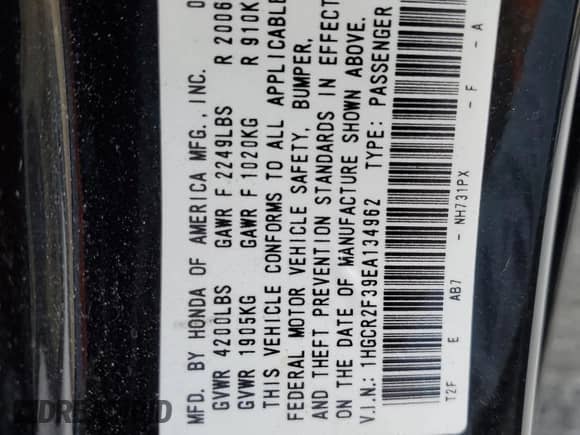 MFD. BY HONDA OF AMERICA MFG., INC. 0
GVWR 4200LBS GAWR F 2249LBS R 2006
GVWR 1905KG GAWR F 1020KG R 910K
THIS VEHICLE CONFORMS TO ALL APPLICABLE
FEDERAL MOTOR VEHICLE SAFETY, BUMPER,
AND THEFT PREVENTION STANDARDS IN EFFECT
ON THE DATE OF MANUFACTURE SHOWN ABOVE.
V.I.N.: 1HGCR2F39EA134962 TYPE: PASSENGER
T2F E AB7 - NH731PX - F - A